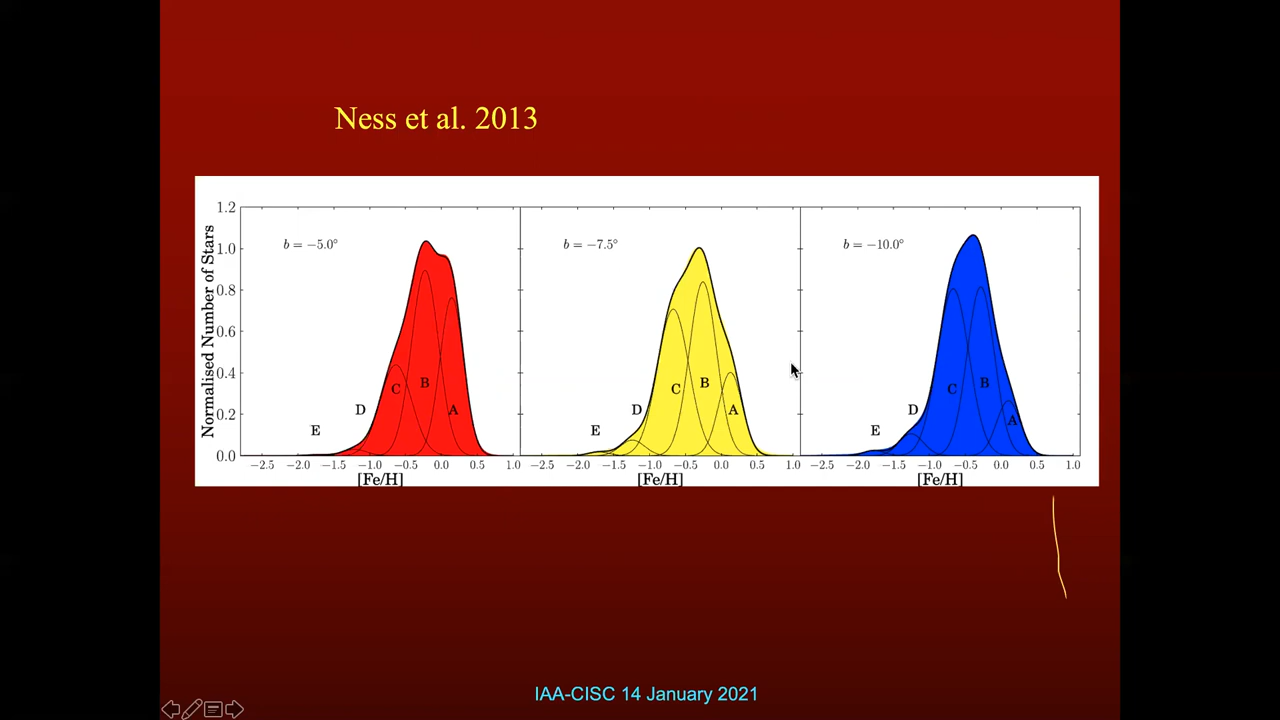 Ness et al. 2013
Normalised Number of Stars
1.2
1.0
0.8
0.6
0.4
0.2
0.0
b = −5.0°
E
D
C
B
A
−2.5 −2.0 −1.5 −1.0 −0.5 0.0 0.5 1.0
[Fe/H]
b = −7.5°
E
D
C
B
A
−2.5 −2.0 −1.5 −1.0 −0.5 0.0 0.5 1.0
[Fe/H]
b = −10.0°
E
D
C
B
A
−2.5 −2.0 −1.5 −1.0 −0.5 0.0 0.5 1.0
[Fe/H]
IAA-CISC 14 January 2021